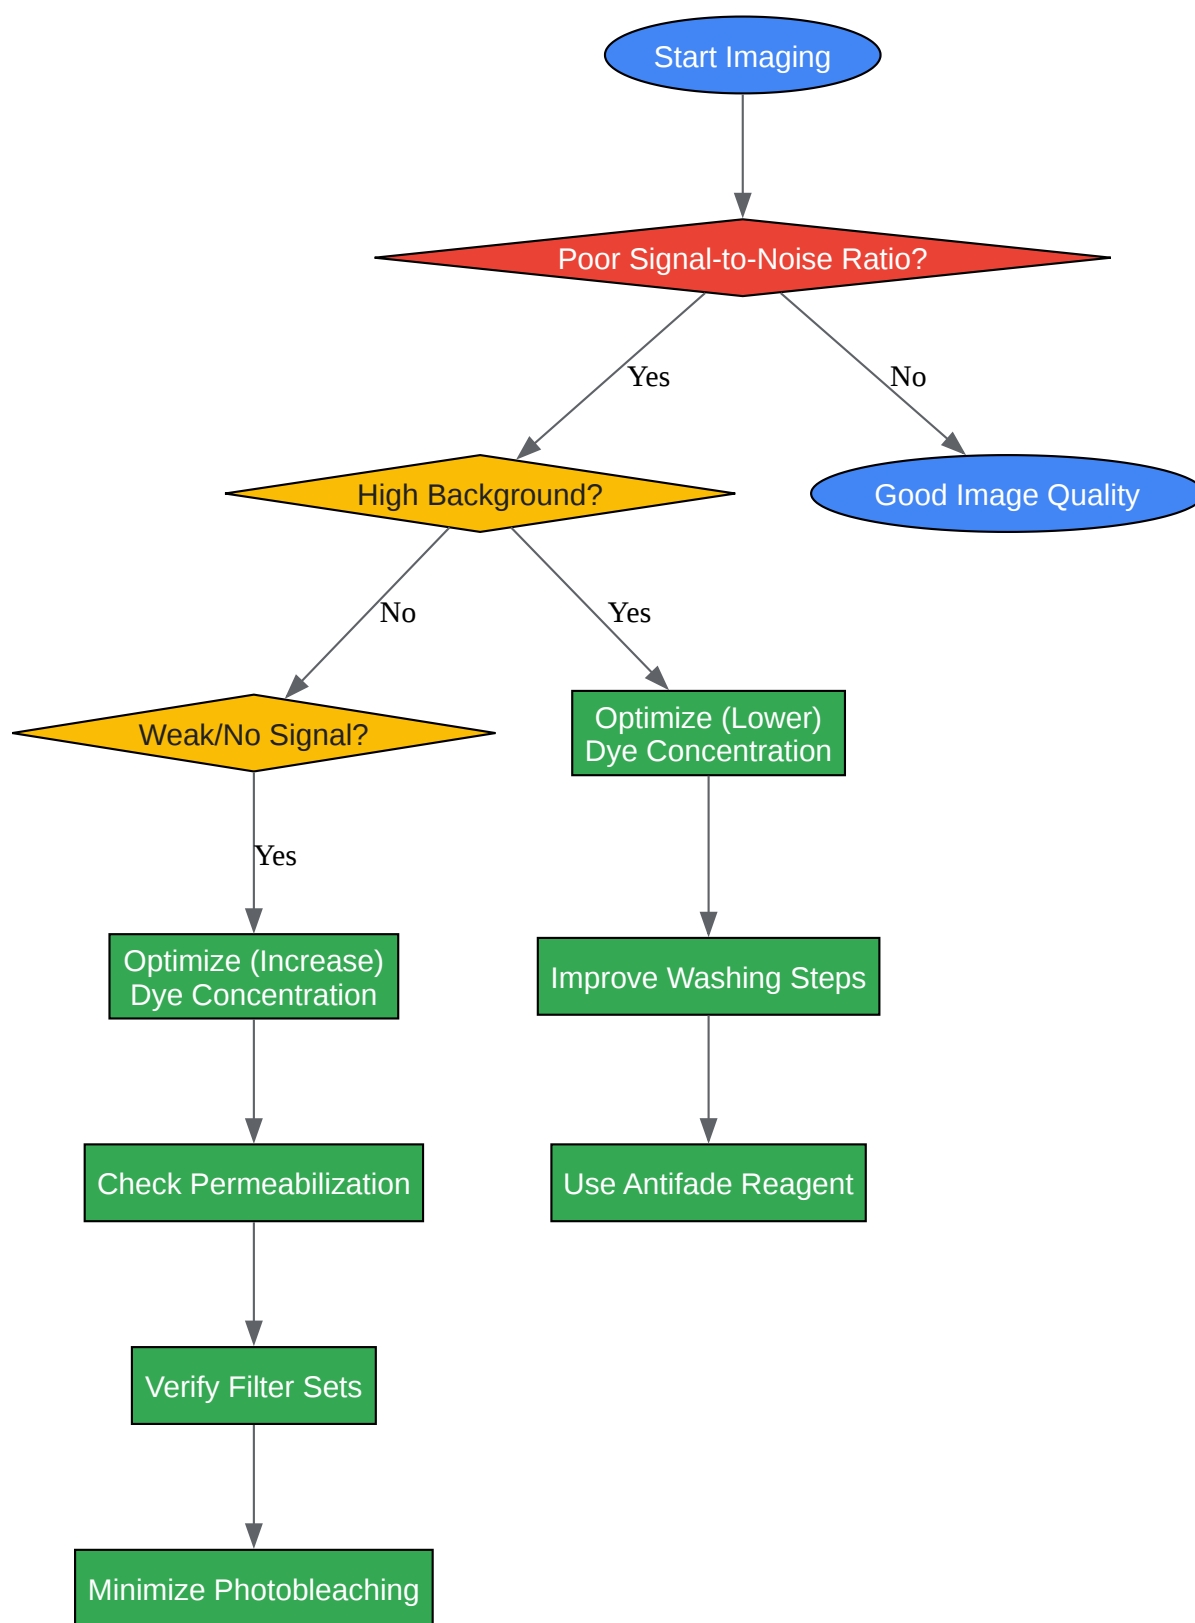 Start Imaging
Poor Signal-to-Noise Ratio?
Yes
No
High Background?
Good Image Quality
No
Yes
Weak/No Signal?
Optimize (Lower)
Dye Concentration
Yes
Optimize (Increase)
Dye Concentration
Improve Washing Steps
Check Permeabilization
Use Antifade Reagent
Verify Filter Sets
Minimize Photobleaching